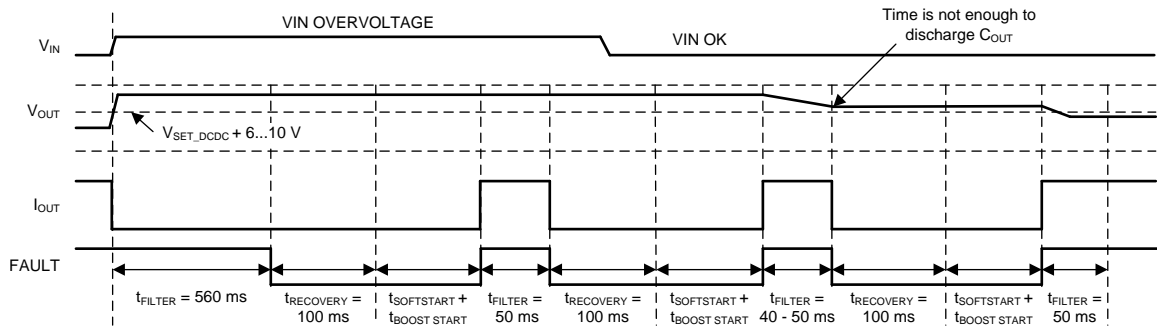 VIN OVERVOLTAGE
Time is not enough to
discharge COUT
VIN
VIN OK
VOUT
VSET_DCDC + 6...10 V
IOUT
FAULT
tFILTER = 560 ms
tRECOVERY =
100 ms
tSOFTSTART +
tBOOST START
tFILTER =
50 ms
tRECOVERY =
100 ms
tSOFTSTART +
tBOOST START
tFILTER =
40 - 50 ms
tRECOVERY =
100 ms
tSOFTSTART +
tBOOST START
tFILTER =
50 ms